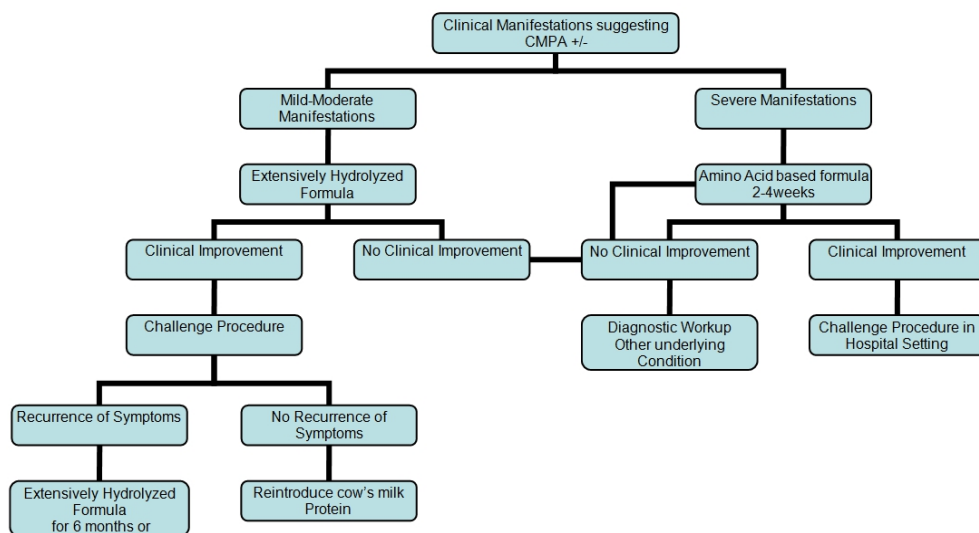 Clinical Manifestations suggesting
CMPA +/-
Mild-Moderate
Manifestations
Severe Manifestations
Extensively Hydrolyzed
Formula
Amino Acid based formula
2-4weeks
Clinical Improvement
No Clinical Improvement
No Clinical Improvement
Clinical Improvement
Challenge Procedure
Diagnostic Workup
Other underlying
Condition
Challenge Procedure in
Hospital Setting
Recurrence of Symptoms
No Recurrence of
Symptoms
Extensively Hydrolyzed
Formula
for 6 months or
Reintroduce cow's milk
Protein